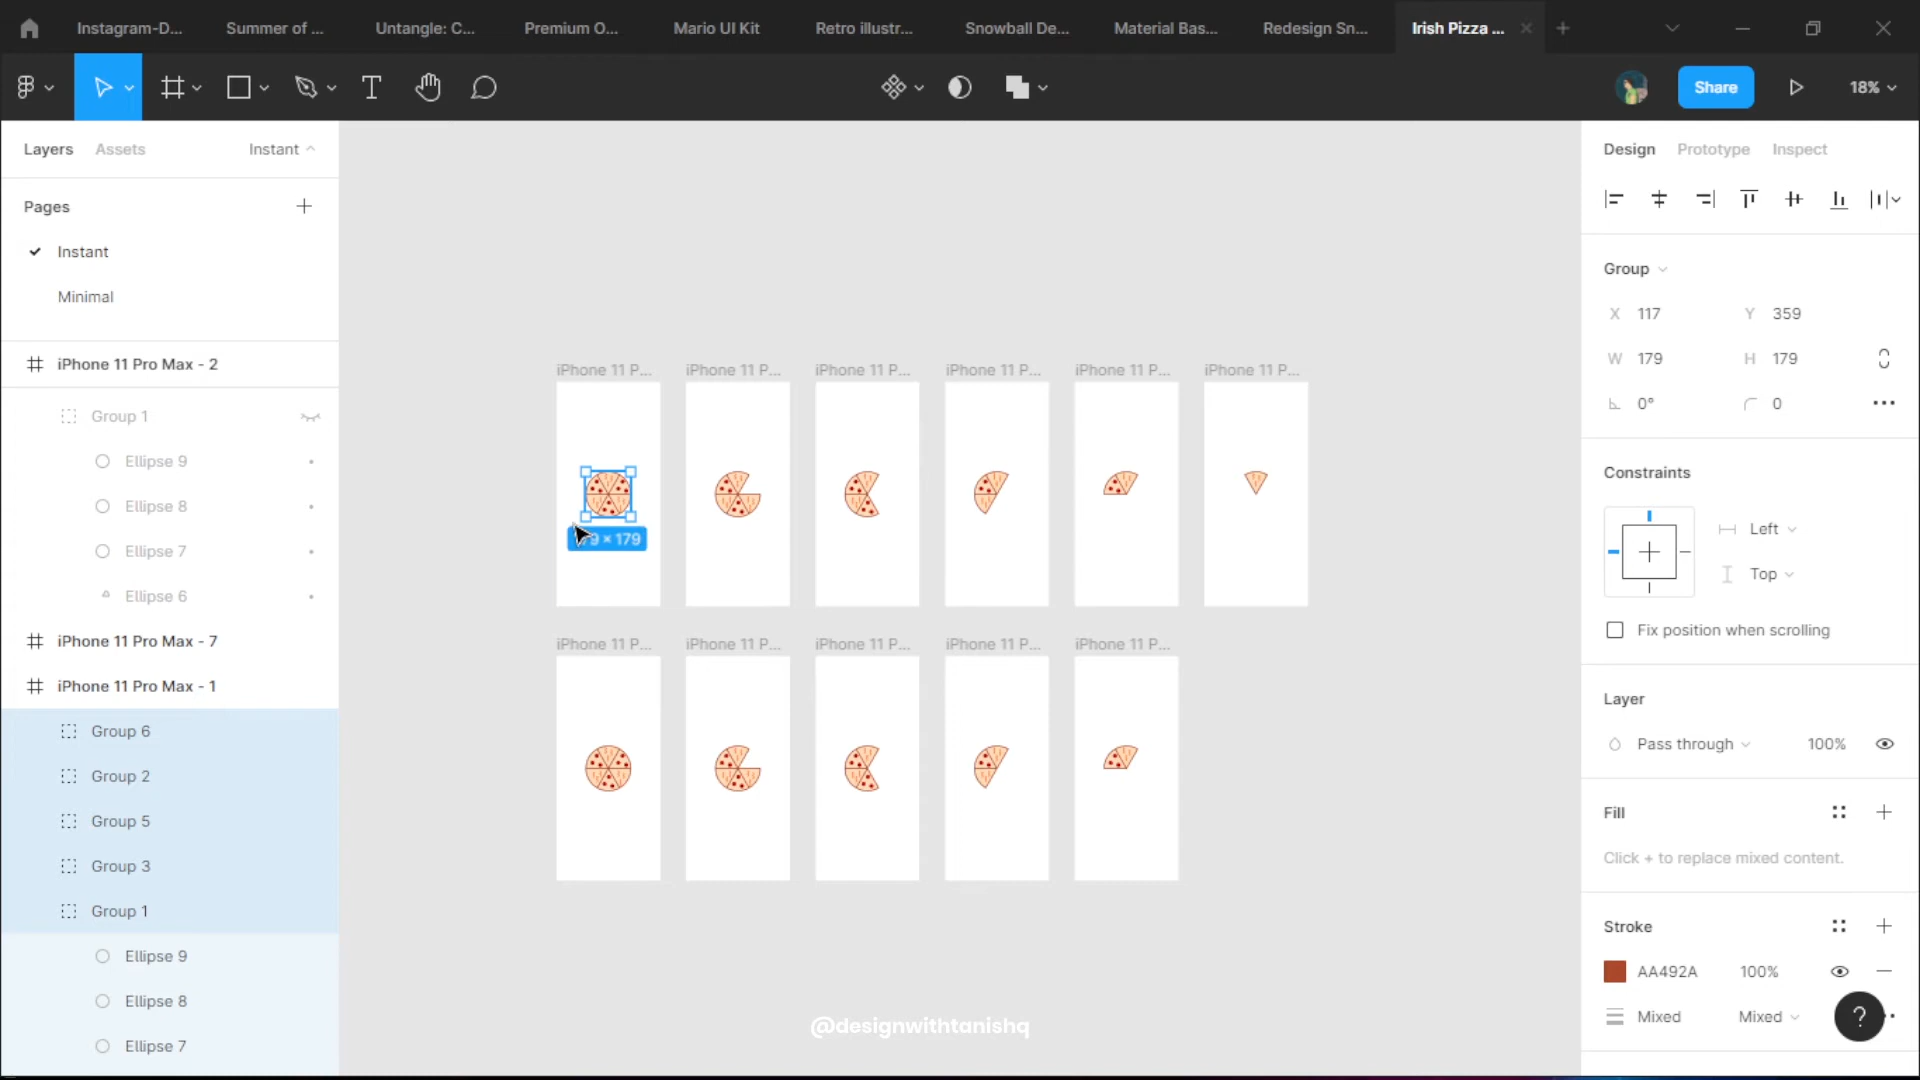 Instagram-D...
Summer of ...
Untangle: C...
Premium O...
Mario UI Kit
Retro illustr...
Snowball De...
Material Bas...
Redesign Sn...
Irish Pizza ...
Share
18%
Layers
Assets
Instant
Pages
Instant
Minimal
iPhone 11 Pro Max - 2
Group 1
Ellipse 9
Ellipse 8
Ellipse 7
Ellipse 6
iPhone 11 Pro Max - 7
iPhone 11 Pro Max - 1
Group 6
Group 2
Group 5
Group 3
Group 1
Ellipse 9
Ellipse 8
Ellipse 7
iPhone 11 P...
iPhone 11 P...
iPhone 11 P...
iPhone 11 P...
iPhone 11 P...
iPhone 11 P...
× 179
iPhone 11 P...
iPhone 11 P...
iPhone 11 P...
iPhone 11 P...
iPhone 11 P...
@designwithtanishq
Design
Prototype
Inspect
Group
X 117
Y 359
W 179
H 179
0°
0
Constraints
Left
Top
Fix position when scrolling
Layer
Pass through
100%
Fill
Click + to replace mixed content.
Stroke
AA492A
100%
Mixed
Mixed
?